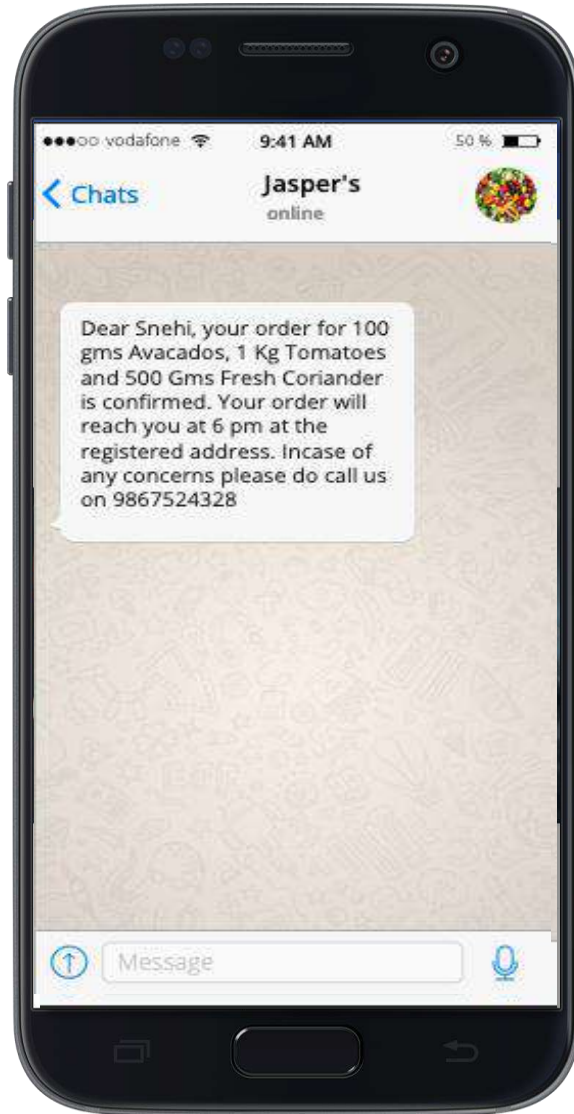 vodafone 9:41 AM 50 %
Chats
Jasper's
online
Dear Snehi, your order for 100
gms Avacados, 1 Kg Tomatoes
and 500 Gms Fresh Coriander
is confirmed. Your order will
reach you at 6 pm at the
registered address. Incase of
any concerns please do call us
on 9867524328
Message